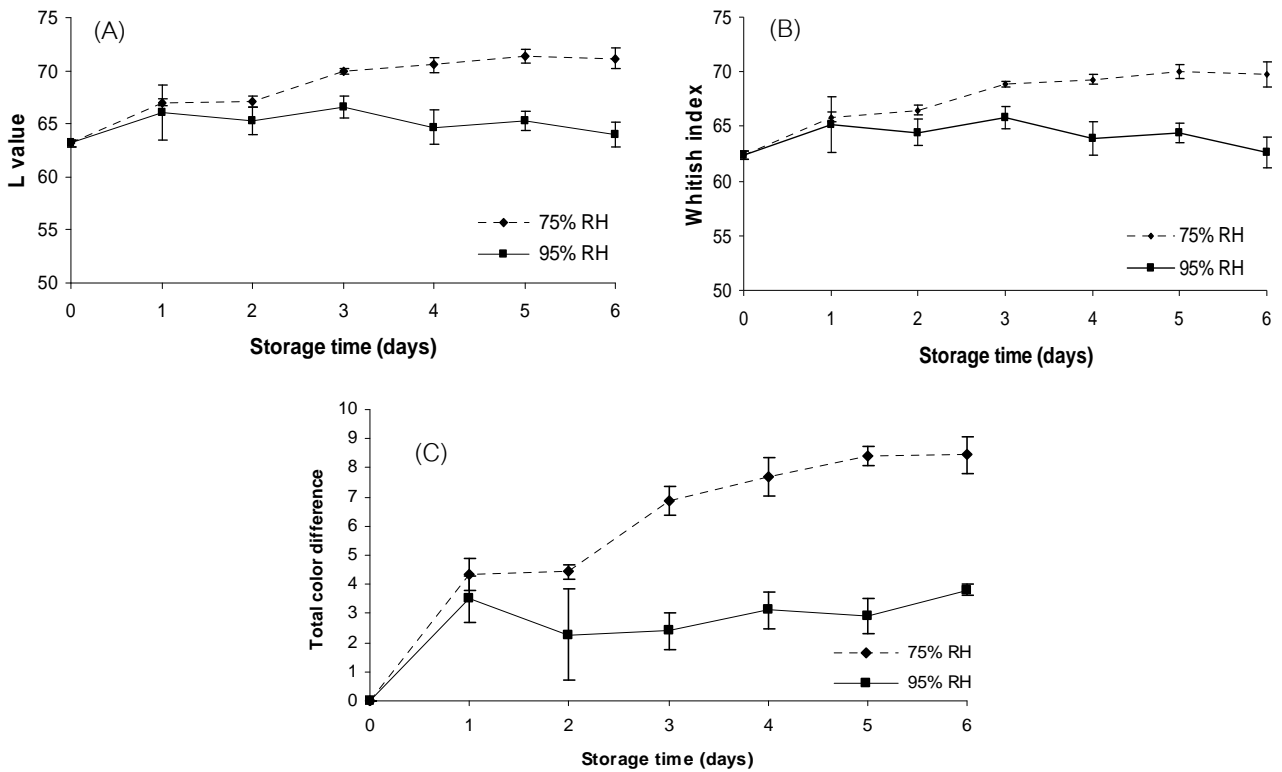 (A)
L value
75
70
65
60
55
50
0 1 2 3 4 5 6
Storage time (days)
75% RH
95% RH
(B)
Whitish index
75
70
65
60
55
50
0 1 2 3 4 5 6
Storage time (days)
75% RH
95% RH
(C)
Total color difference
10
9
8
7
6
5
4
3
2
1
0
0 1 2 3 4 5 6
Storage time (days)
75% RH
95% RH